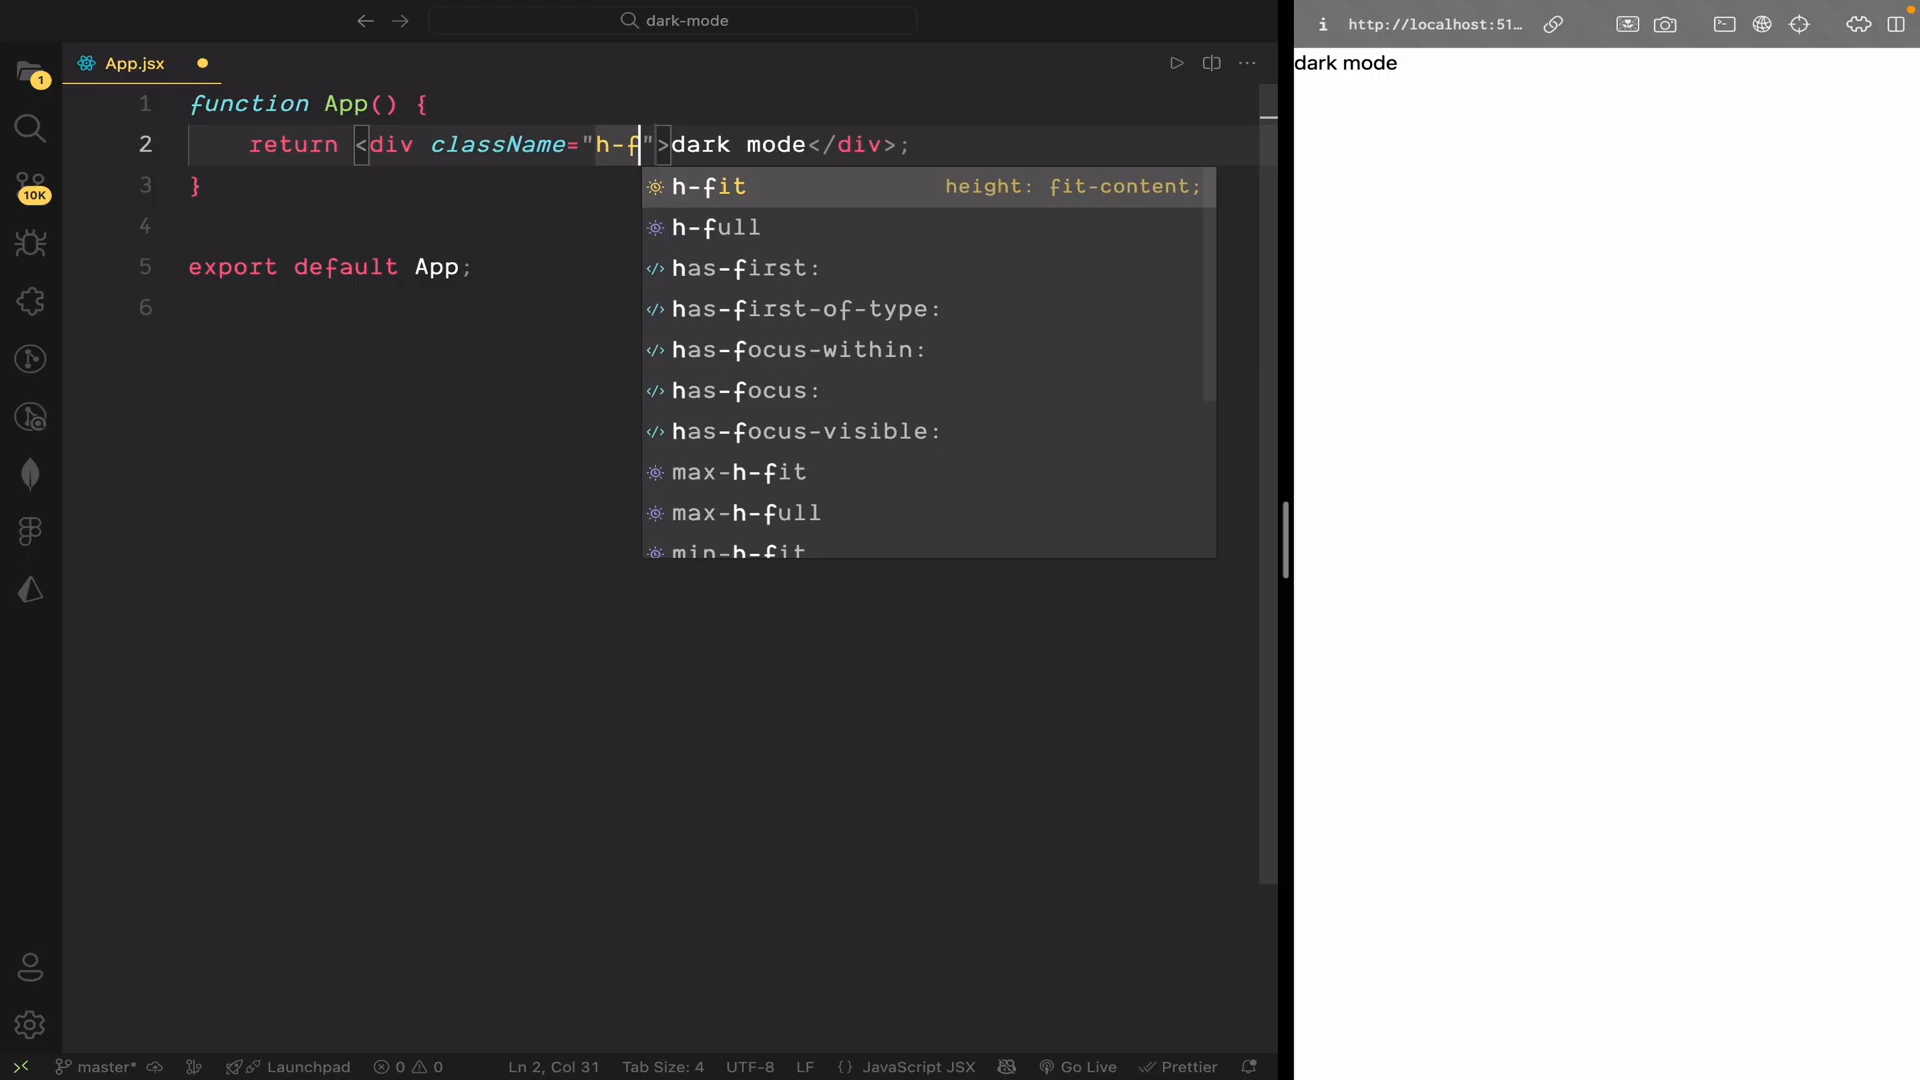 dark-mode
http://localhost:51…
1
App.jsx
dark mode
1 function App() {
10K
2 return <div className="h-f">dark mode</div>;
h-fit height: fit-content;
3 }
h-full
4
has-first:
5 export default App;
has-first-of-type:
6
has-focus-within:
has-focus:
has-focus-visible:
max-h-fit
max-h-full
min-h-fit
master* Launchpad 0 0 Ln 2, Col 31 Tab Size: 4 UTF-8 LF {} JavaScript JSX Go Live Prettier